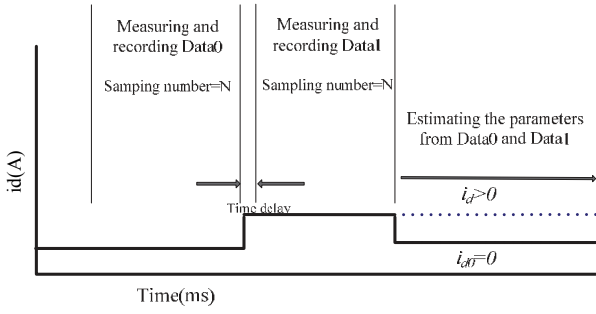 Measuring and
recording Data0
Samping number=N
Measuring and
recording Data1
Sampling number=N
Estimating the parameters
from Data0 and Data1
id(A)
Time delay
id>0
id0=0
Time(ms)